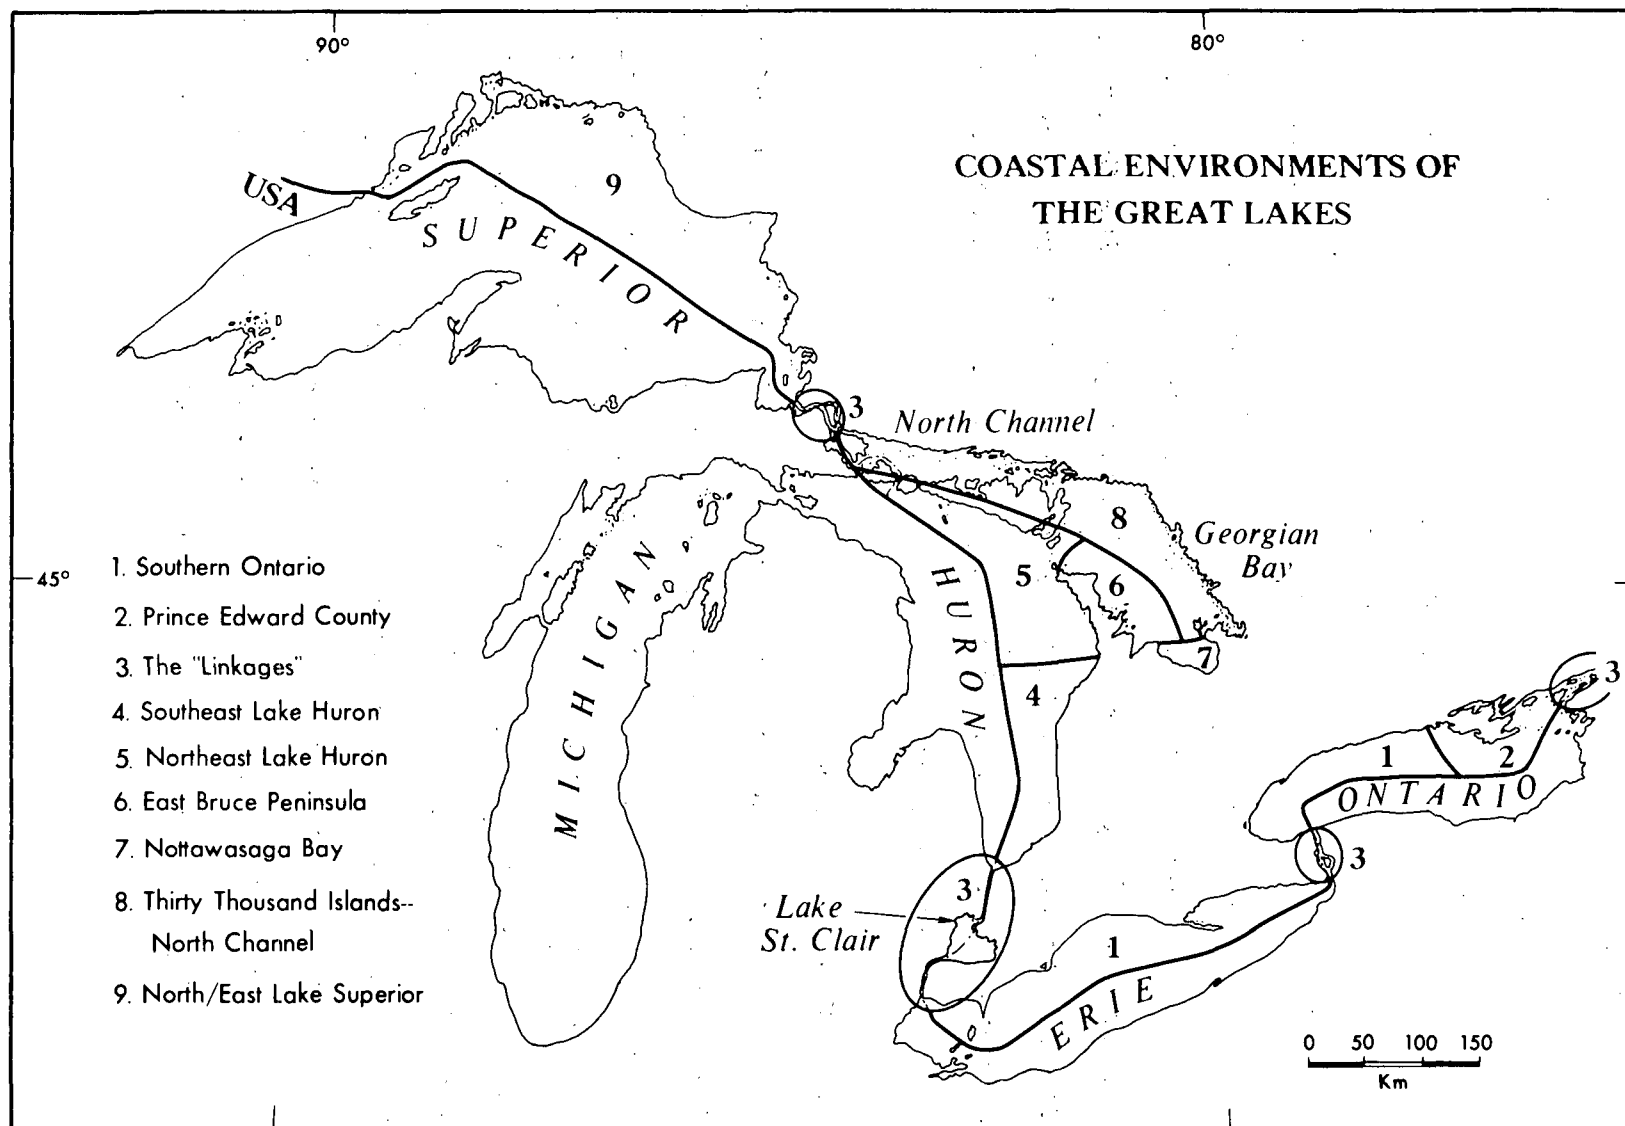 90°
80°
COASTAL ENVIRONMENTS OF
THE GREAT LAKES
USA
9
SUPERIOR
3
North Channel
8
Georgian
Bay
5
6
7
HURON
4
MICHIGAN
45°
1. Southern Ontario
2. Prince Edward County
3. The "Linkages"
4. Southeast Lake Huron
5. Northeast Lake Huron
6. East Bruce Peninsula
7. Nottawasaga Bay
8. Thirty Thousand Islands--
North Channel
9. North/East Lake Superior
3
1
2
ONTARIO
3
3
Lake
St. Clair
1
ERIE
0 50 100 150
Km